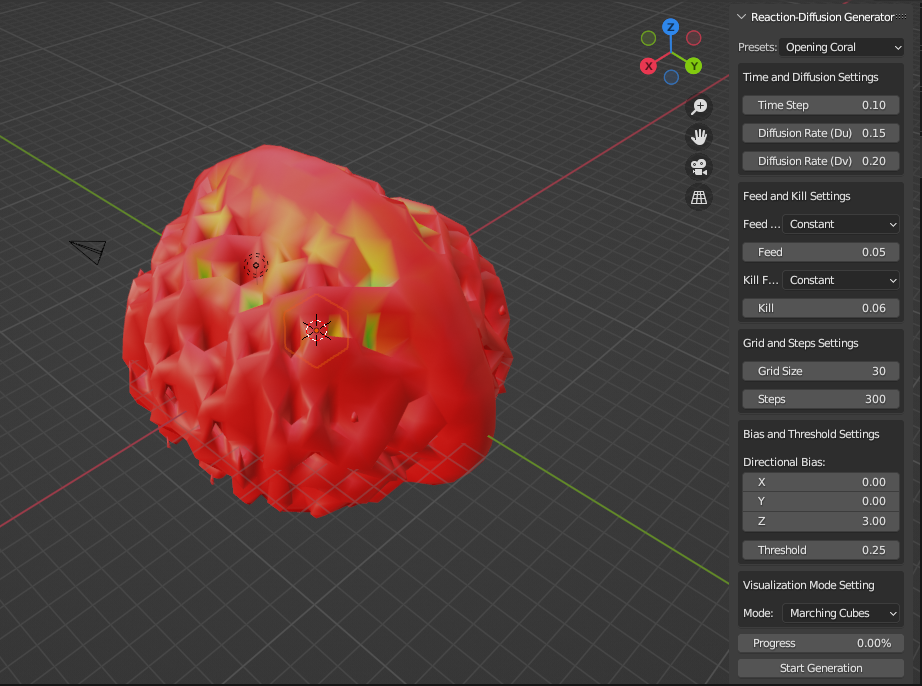 Reaction-Diffusion Generator
Presets: Opening Coral
Time and Diffusion Settings
Time Step 0.10
Diffusion Rate (Du) 0.15
Diffusion Rate (Dv) 0.20
Feed and Kill Settings
Feed ... Constant
Feed 0.05
Kill F... Constant
Kill 0.06
Grid and Steps Settings
Grid Size 30
Steps 300
Bias and Threshold Settings
Directional Bias:
X 0.00
Y 0.00
Z 3.00
Threshold 0.25
Visualization Mode Setting
Mode: Marching Cubes
Progress 0.00%
Start Generation
Z
X
Y